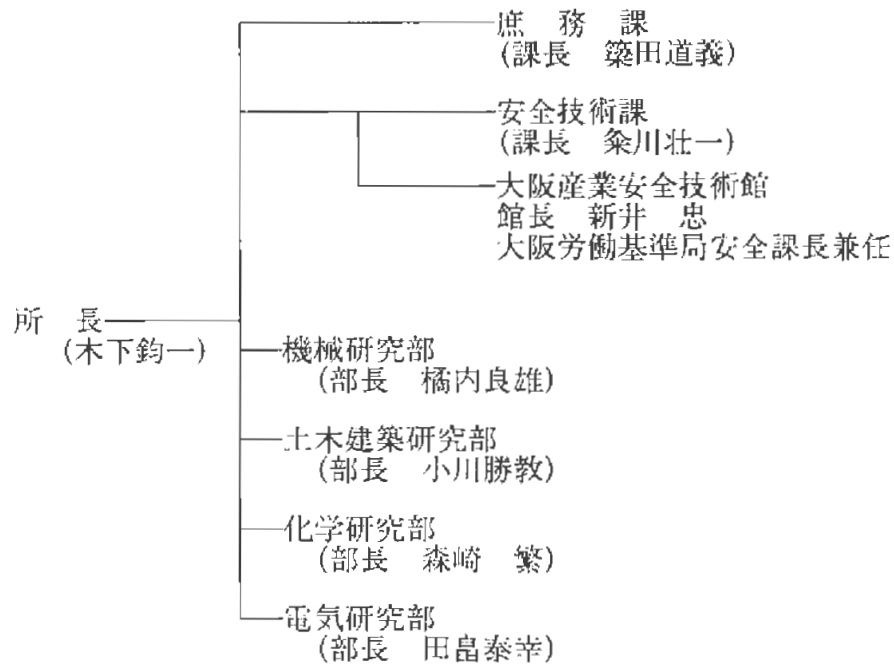 庶　務　課
(課長　簗田道義)
安全技術課
(課長　粂川壮一)
大阪産業安全技術館
館長　新井　忠
大阪労働基準局安全課長兼任
所　長
(木下鈞一)
機械研究部
(部長　橘内良雄)
土木建築研究部
(部長　小川勝教)
化学研究部
(部長　森崎　繁)
電気研究部
(部長　田畠泰幸)